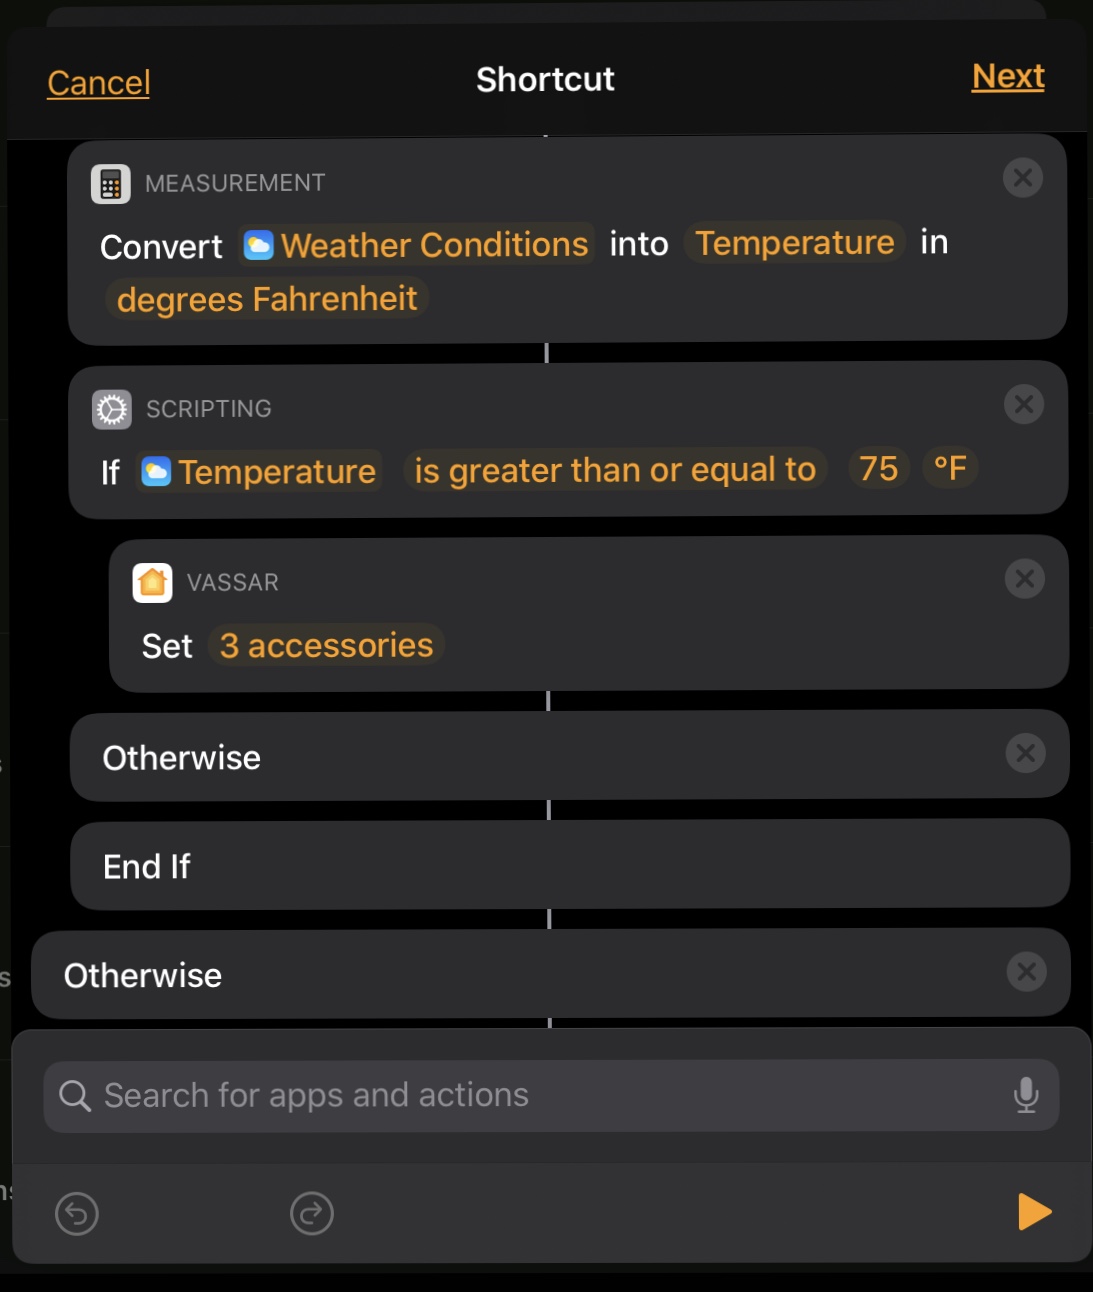 Cancel Shortcut Next
MEASUREMENT
Convert Weather Conditions into Temperature in
degrees Fahrenheit
SCRIPTING
If Temperature is greater than or equal to 75 °F
VASSAR
Set 3 accessories
Otherwise
End If
Otherwise
Search for apps and actions